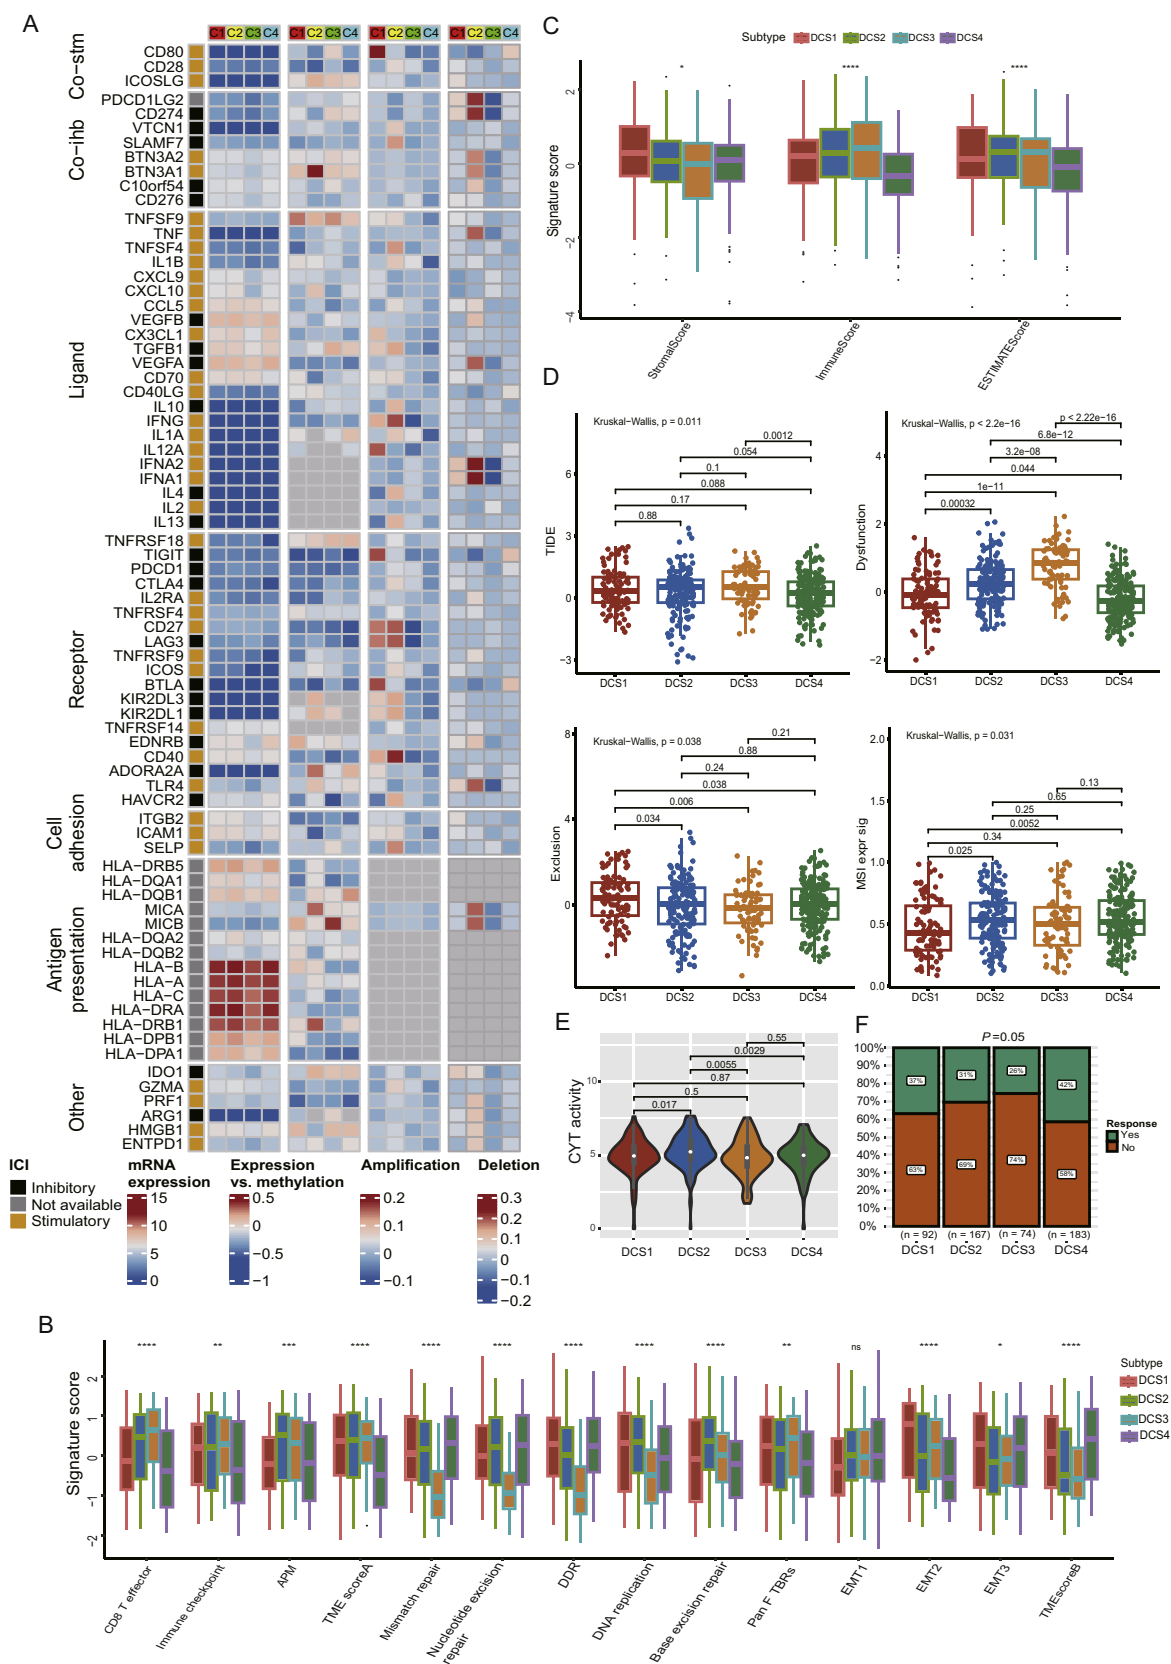 A
C1 C2 C3 C4 C1 C2 C3 C4 C1 C2 C3 C4 C1 C2 C3 C4
Co−stm
CD80
CD28
ICOSLG
Co−ihb
PDCD1LG2
CD274
VTCN1
SLAMF7
BTN3A2
BTN3A1
C10orf54
CD276
Ligand
TNFSF9
TNF
TNFSF4
IL1B
CXCL9
CXCL10
CCL5
VEGFB
CX3CL1
TGFB1
VEGFA
CD70
CD40LG
IL10
IFNG
IL1A
IL12A
IFNA2
IFNA1
IL4
IL2
IL13
Receptor
TNFRSF18
TIGIT
PDCD1
CTLA4
IL2RA
TNFRSF4
CD27
LAG3
TNFRSF9
ICOS
BTLA
KIR2DL3
KIR2DL1
TNFRSF14
EDNRB
CD40
ADORA2A
TLR4
HAVCR2
Cell
adhesion
ITGB2
ICAM1
SELP
Antigen
presentation
HLA−DRB5
HLA−DQA1
HLA−DQB1
MICA
MICB
HLA−DQA2
HLA−DQB2
HLA−B
HLA−A
HLA−C
HLA−DRA
HLA−DRB1
HLA−DPB1
HLA−DPA1
Other
IDO1
GZMA
PRF1
ARG1
HMGB1
ENTPD1
ICI
Inhibitory
Not available
Stimulatory
mRNA
expression
15
10
5
0
Expression
vs. methylation
0.5
0
−0.5
−1
Amplification
0.2
0.1
0
−0.1
Deletion
0.3
0.2
0.1
0
−0.1
−0.2
C
Subtype DCS1 DCS2 DCS3 DCS4
Signature score
2
0
−2
−4
* **** ****
StromalScore
ImmuneScore
ESTIMATEScore
D
Kruskal−Wallis, p = 0.011
0.0012
0.054
0.1
0.088
0.17
0.88
TIDE
6
3
0
−3
DCS1 DCS2 DCS3 DCS4
Kruskal−Wallis, p < 2.2e−16
p < 2.22e−16
6.8e−12
3.2e−08
0.044
1e−11
0.00032
Dysfunction
4
2
0
−2
DCS1 DCS2 DCS3 DCS4
Kruskal−Wallis, p = 0.038
0.21
0.88
0.24
0.038
0.006
0.034
Exclusion
8
4
0
DCS1 DCS2 DCS3 DCS4
Kruskal−Wallis, p = 0.031
0.13
0.65
0.25
0.0052
0.34
0.025
MSI expr sig
2.0
1.5
1.0
0.5
0.0
DCS1 DCS2 DCS3 DCS4
E
0.55
0.0029
0.0055
0.87
0.5
0.017
CYT activity
10
5
0
DCS1 DCS2 DCS3 DCS4
F
P=0.05
100%
90%
80%
70%
60%
50%
40%
30%
20%
10%
0%
37% 31% 26% 42%
63% 69% 74% 58%
(n = 92) (n = 167) (n = 74) (n = 183)
DCS1 DCS2 DCS3 DCS4
Response
Yes
No
B
Signature score
2
1
0
−1
−2
**** ** *** **** **** **** **** **** **** ** ns **** * ****
CD8 T effector
Immune checkpoint
APM
TME scoreA
Mismatch repair
Nucleotide excision
repair
DDR
DNA replication
Base excision repair
Pan F TBRs
EMT1
EMT2
EMT3
TMEscoreB
Subtype
DCS1
DCS2
DCS3
DCS4